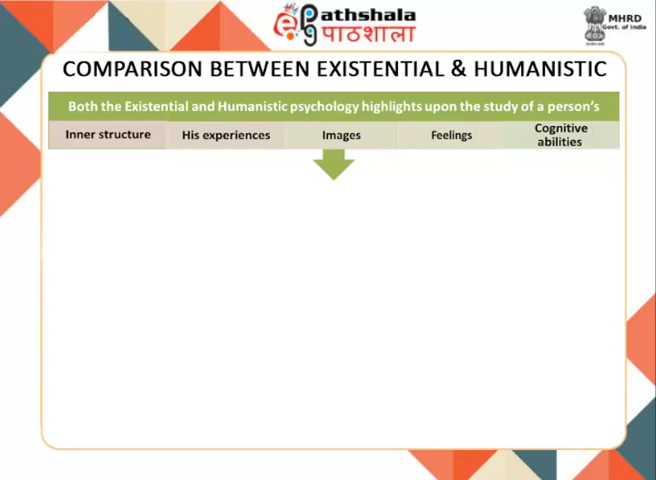 ePathshala
पाठशाला
MHRD
Govt. of India
COMPARISON BETWEEN EXISTENTIAL & HUMANISTIC
Both the Existential and Humanistic psychology highlights upon the study of a person's
Inner structure
His experiences
Images
Feelings
Cognitive
abilities